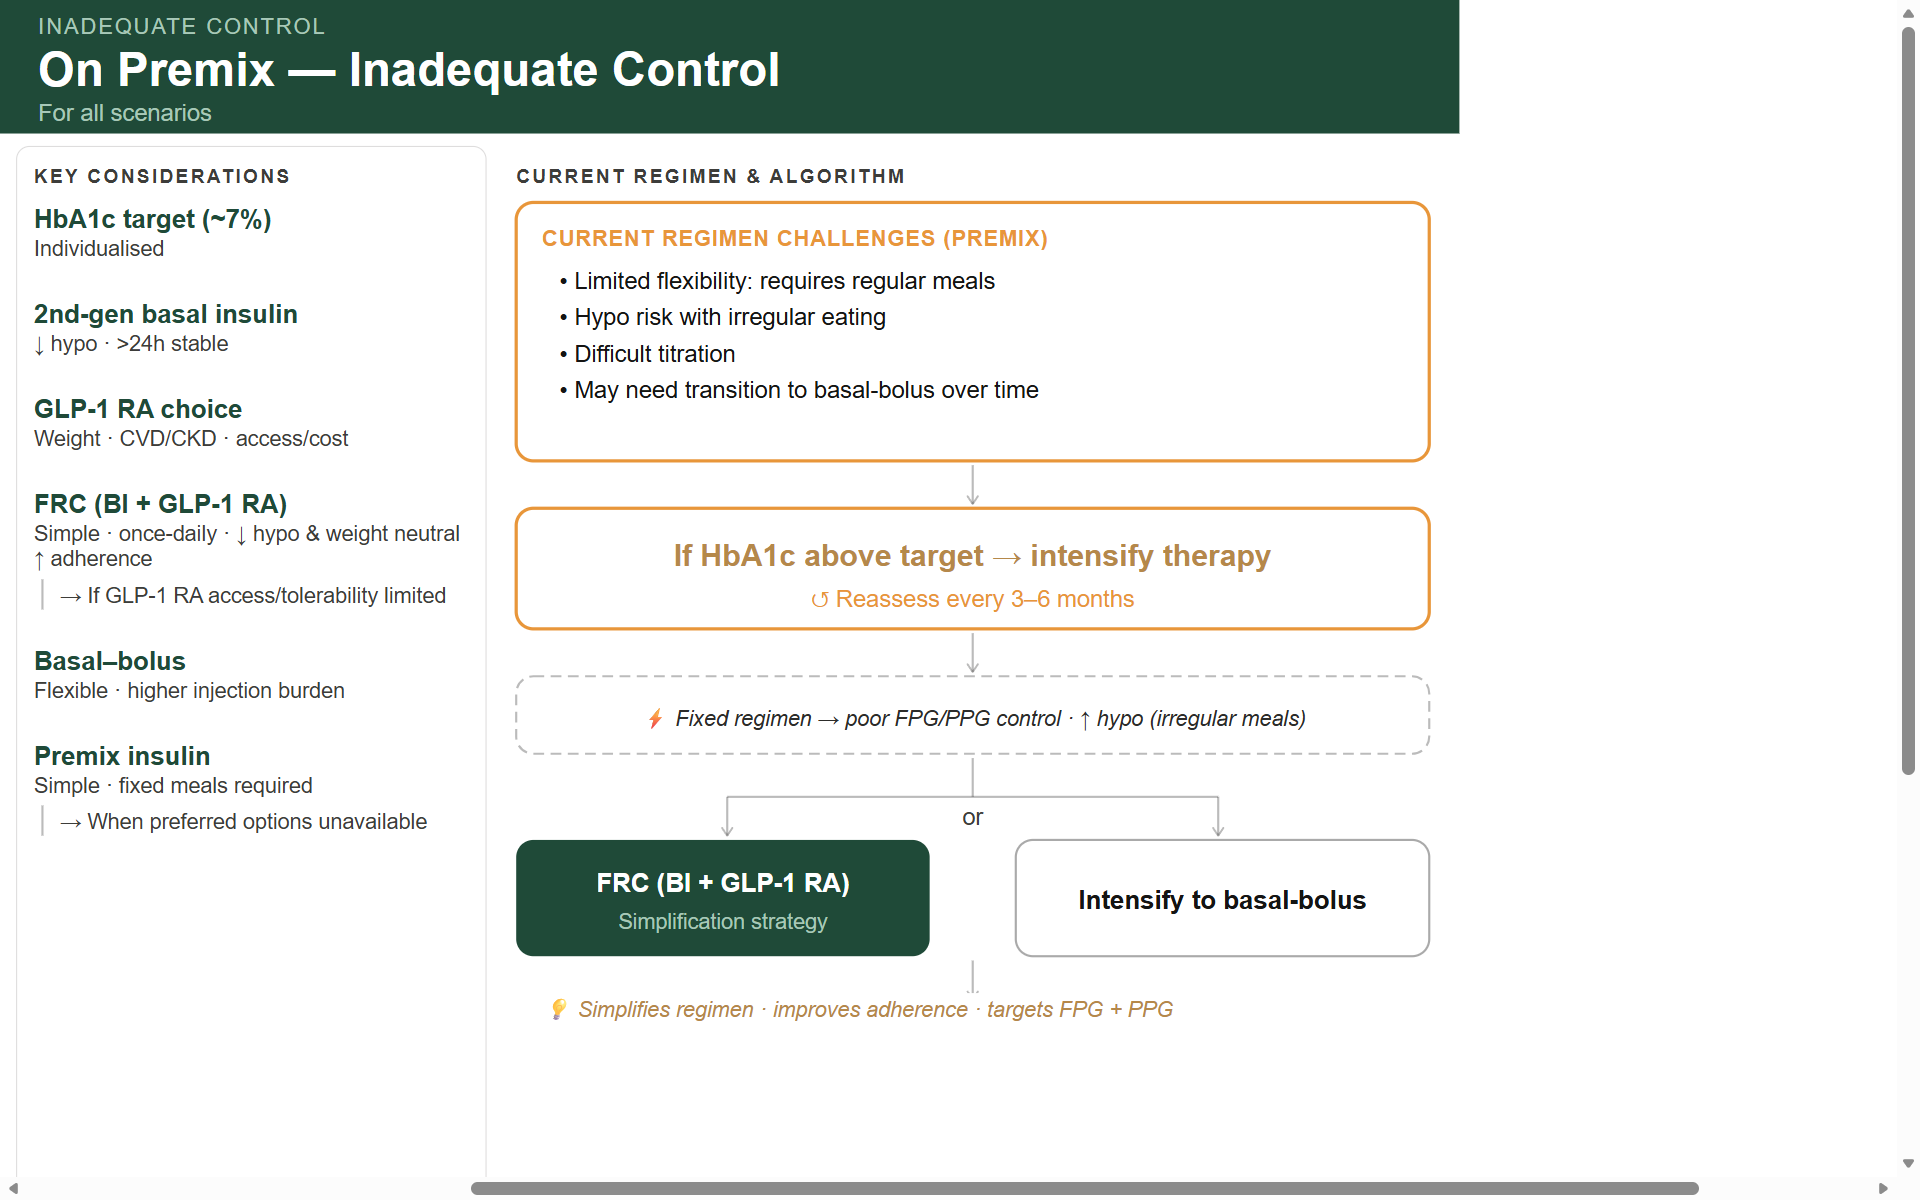 INADEQUATE CONTROL
On Premix — Inadequate Control
For all scenarios
KEY CONSIDERATIONS
HbA1c target (~7%)
Individualised
2nd-gen basal insulin
↓ hypo · >24h stable
GLP-1 RA choice
Weight · CVD/CKD · access/cost
FRC (BI + GLP-1 RA)
Simple · once-daily · ↓ hypo & weight neutral
↑ adherence
→ If GLP-1 RA access/tolerability limited
Basal–bolus
Flexible · higher injection burden
Premix insulin
Simple · fixed meals required
→ When preferred options unavailable
CURRENT REGIMEN & ALGORITHM
CURRENT REGIMEN CHALLENGES (PREMIX)
• Limited flexibility: requires regular meals
• Hypo risk with irregular eating
• Difficult titration
• May need transition to basal-bolus over time
If HbA1c above target → intensify therapy
↺ Reassess every 3–6 months
⚡ Fixed regimen → poor FPG/PPG control · ↑ hypo (irregular meals)
or
FRC (BI + GLP-1 RA)
Simplification strategy
Intensify to basal-bolus
💡 Simplifies regimen · improves adherence · targets FPG + PPG